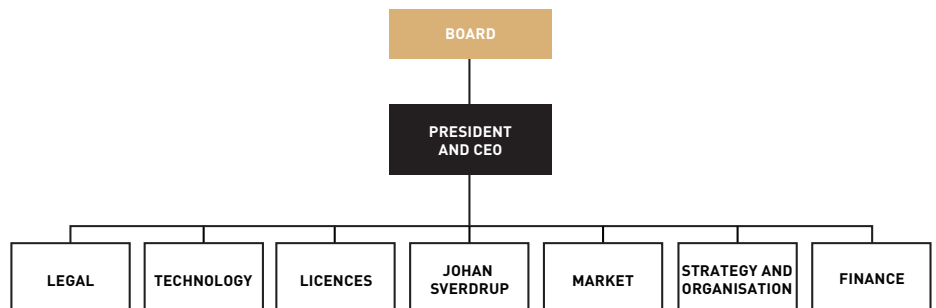 BOARD
PRESIDENT
AND CEO
LEGAL
TECHNOLOGY
LICENCES
JOHAN
SVERDRUP
MARKET
STRATEGY AND
ORGANISATION
FINANCE